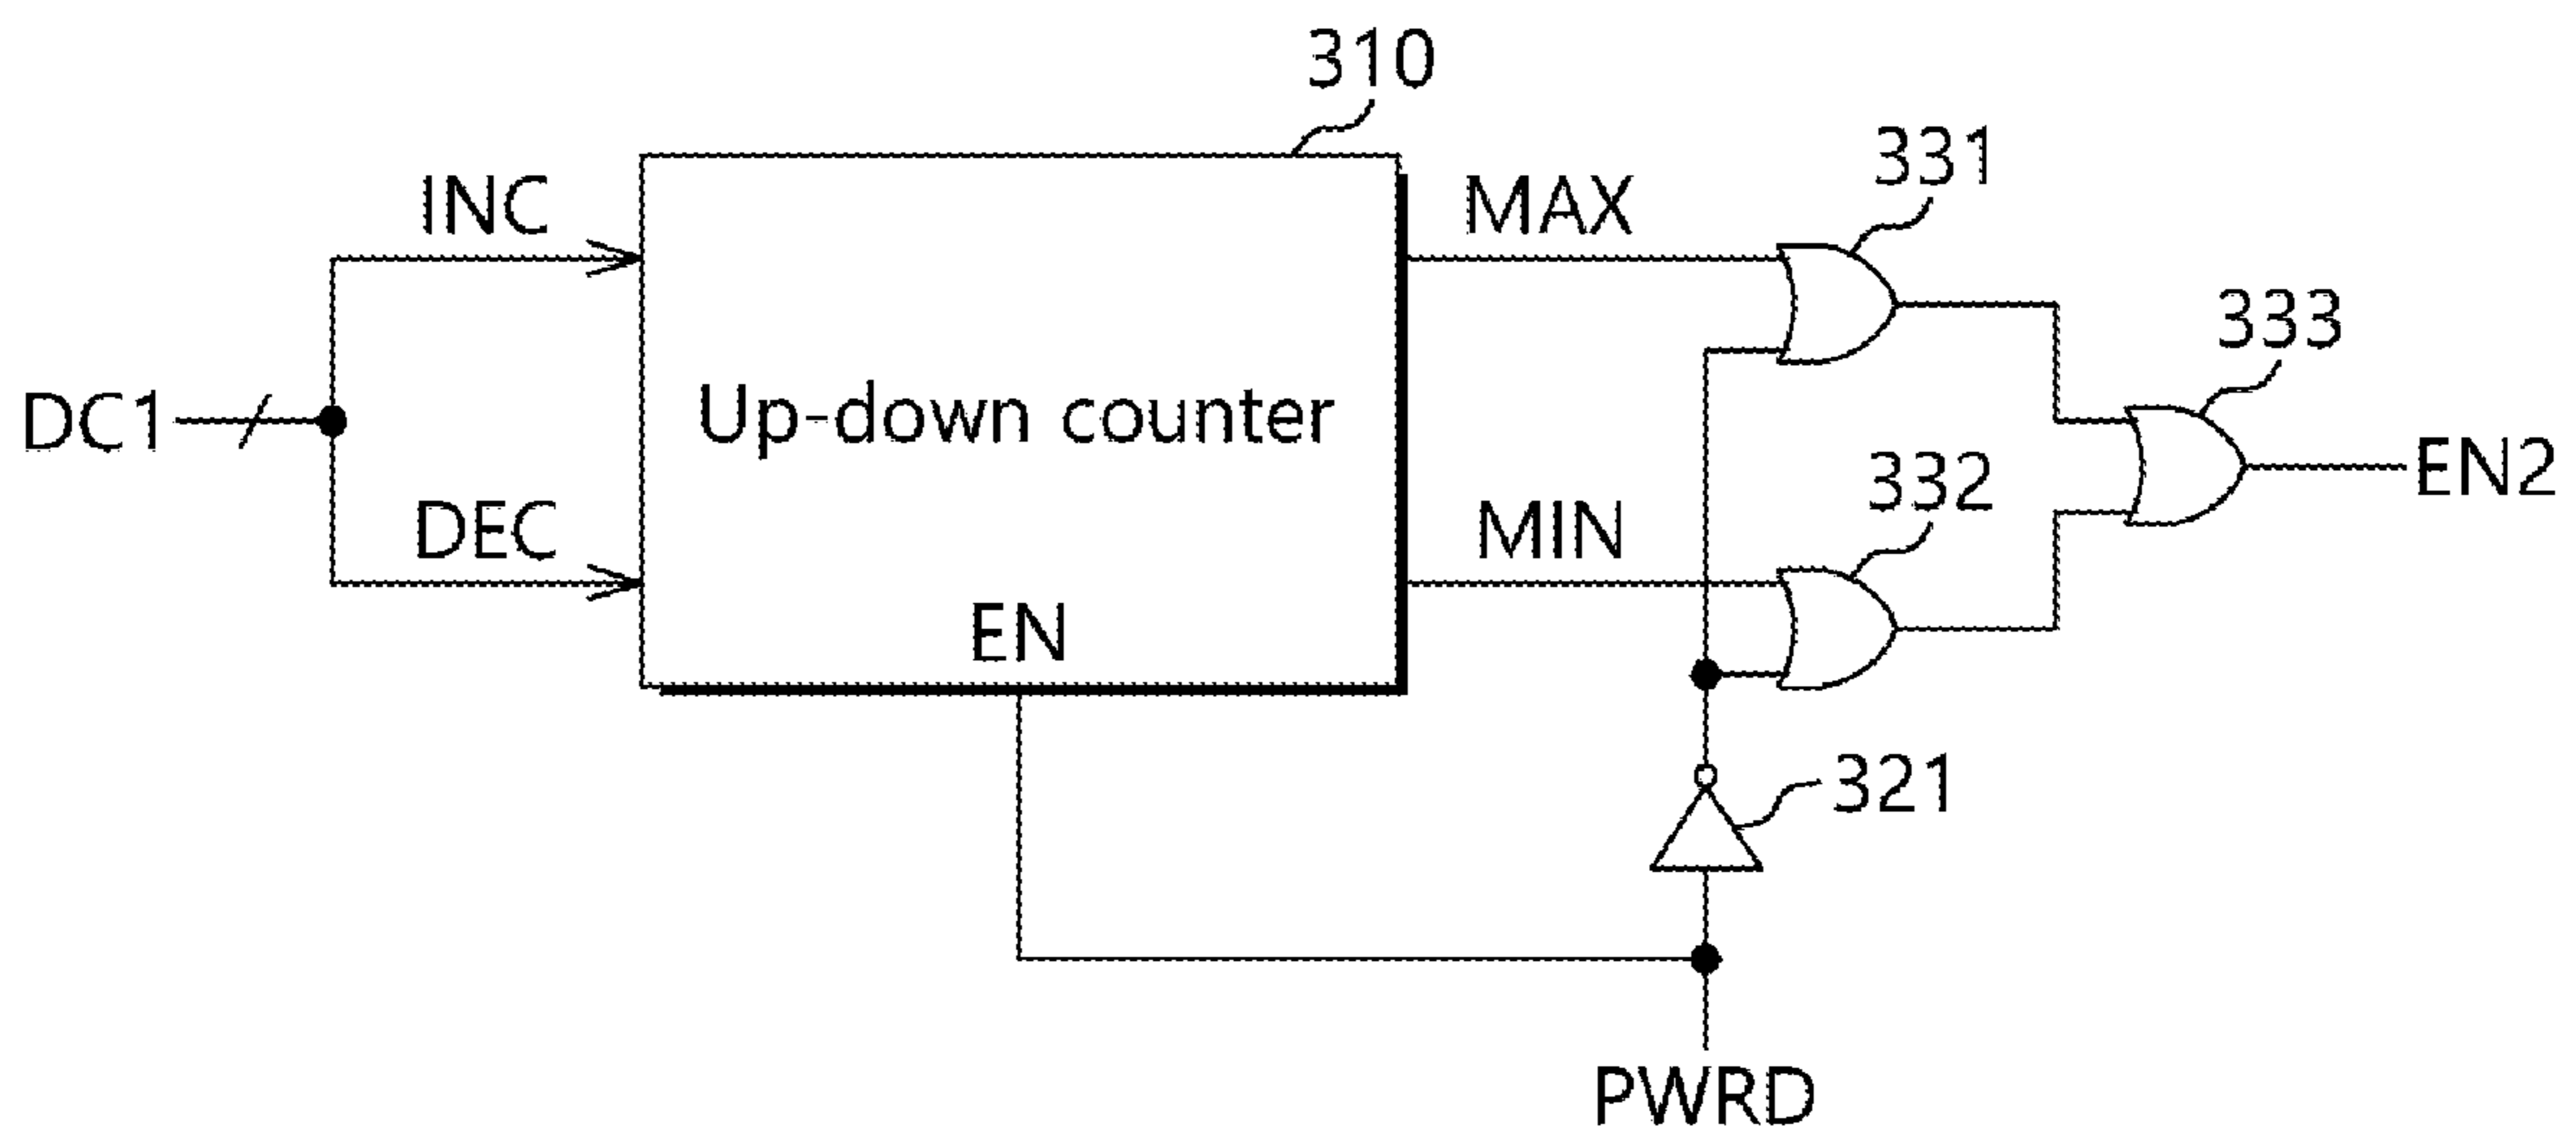 310
331
INC
MAX
333
DC1
Up-down counter
EN2
332
DEC
MIN
EN
321
PWRD